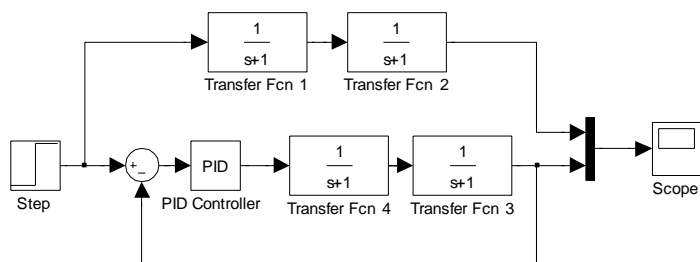 1
s+1
Transfer Fcn 1
1
s+1
Transfer Fcn 2
Step
+
−
PID
PID Controller
1
s+1
Transfer Fcn 4
1
s+1
Transfer Fcn 3
Scope